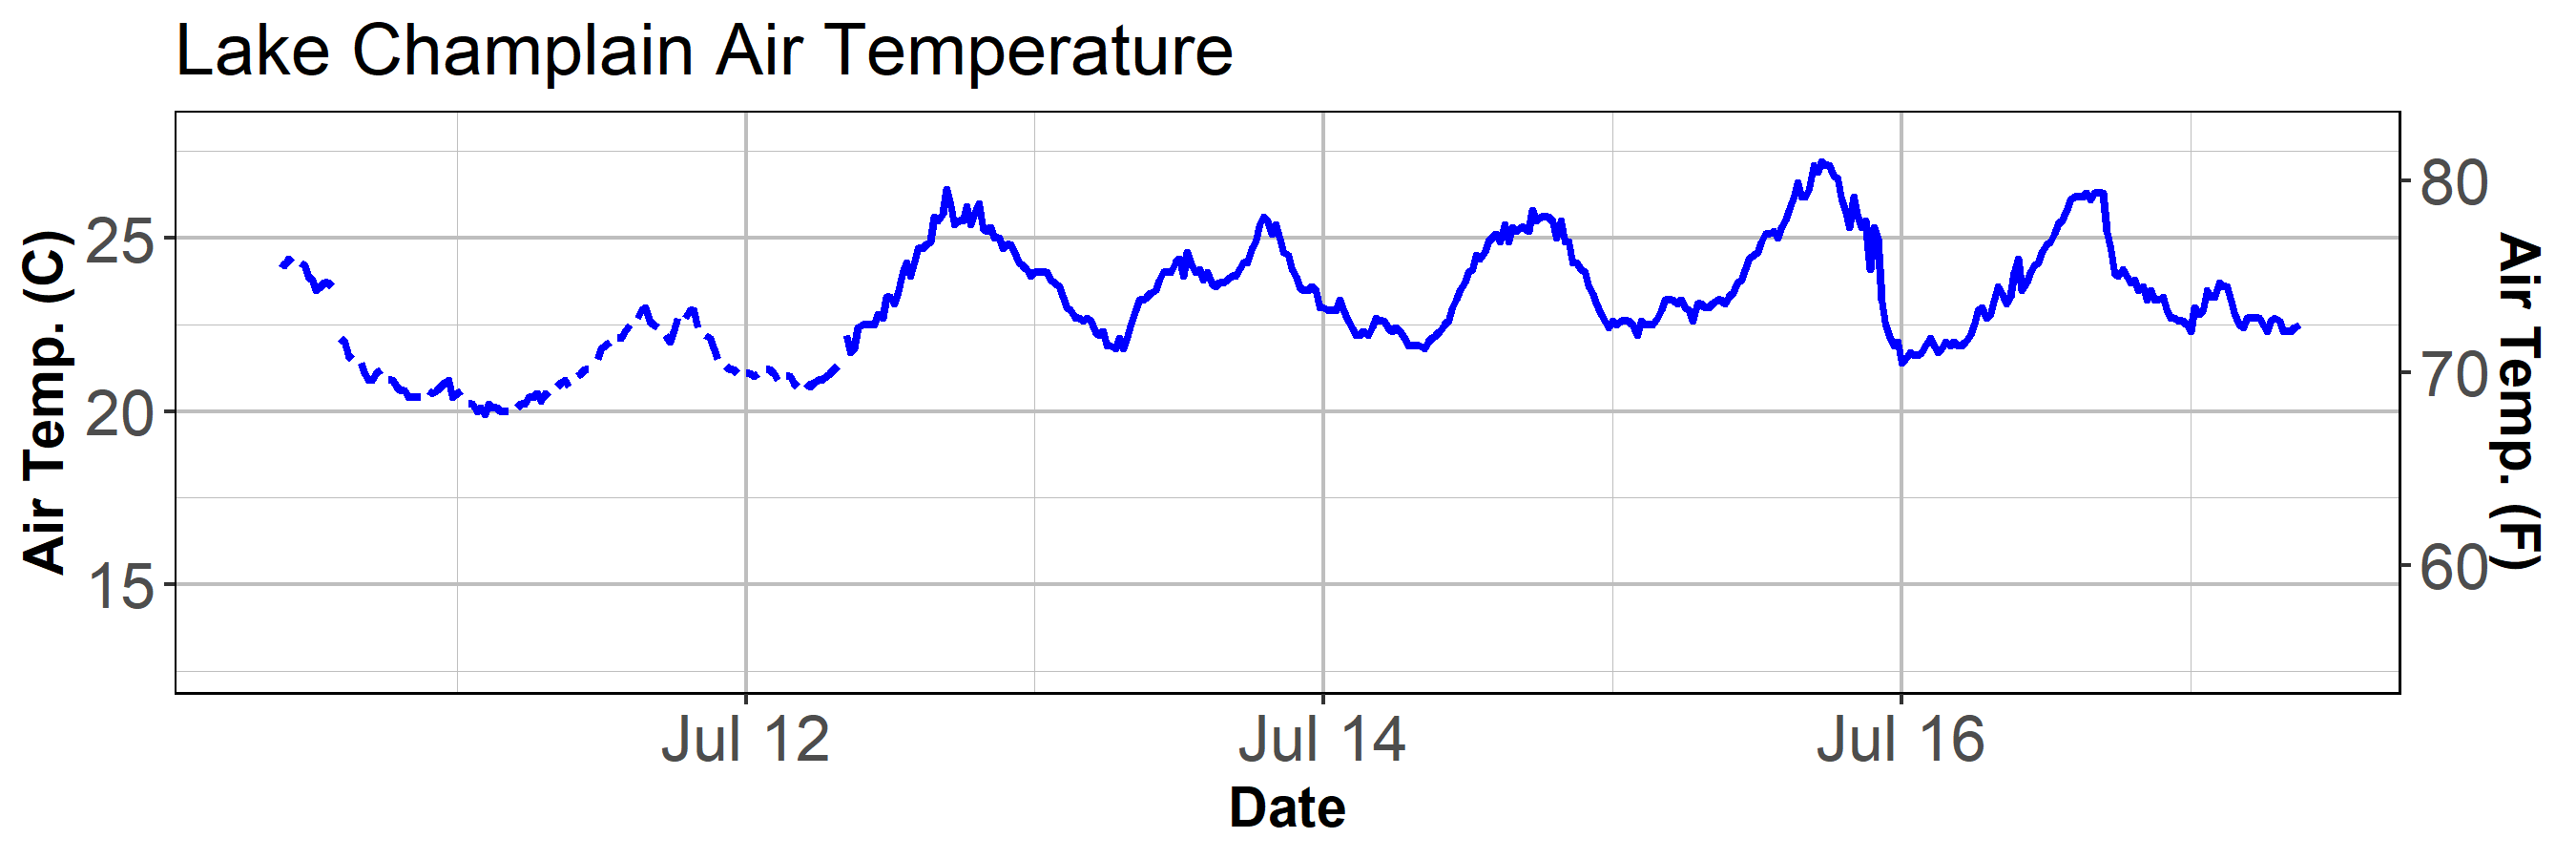 Lake Champlain Air Temperature
Air Temp. (C)
25
20
15
80
70
60
Air Temp. (F)
Jul 12 Jul 14 Jul 16
Date